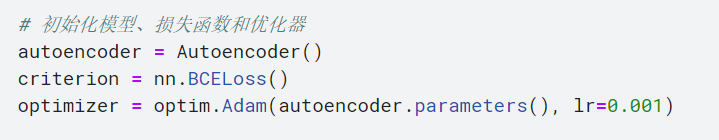 # 初始化模型、损失函数和优化器
autoencoder = Autoencoder()
criterion = nn.BCELoss()
optimizer = optim.Adam(autoencoder.parameters(), lr=0.001)